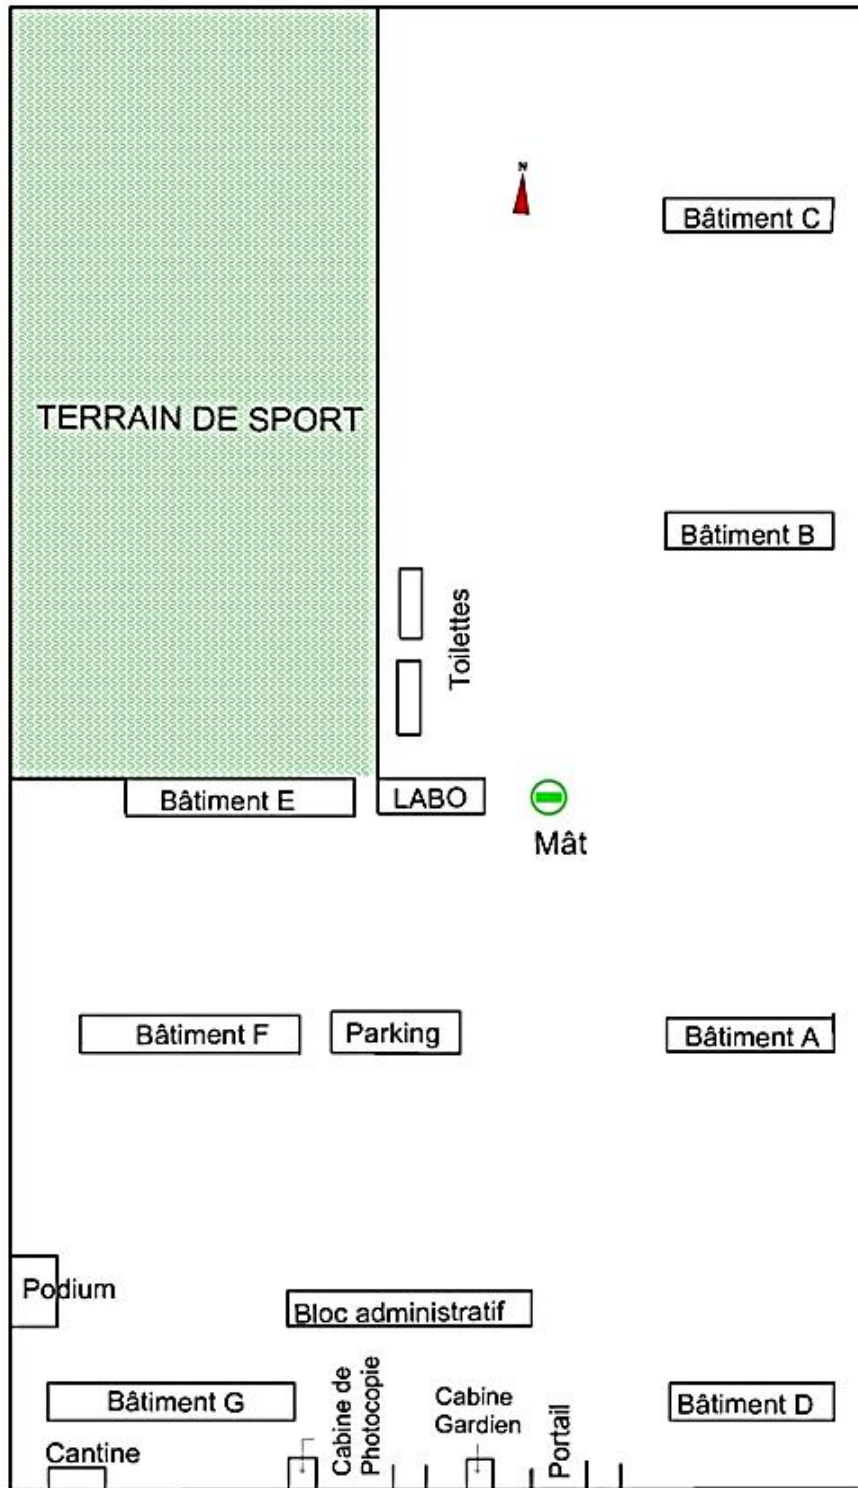 N
Bâtiment C
TERRAIN DE SPORT
Bâtiment B
Toilettes
Bâtiment E
LABO
Mât
Bâtiment F
Parking
Bâtiment A
Podium
Bloc administratif
Bâtiment G
Cabine de
Photocopie
Cabine
Gardien
Portail
Bâtiment D
Cantine